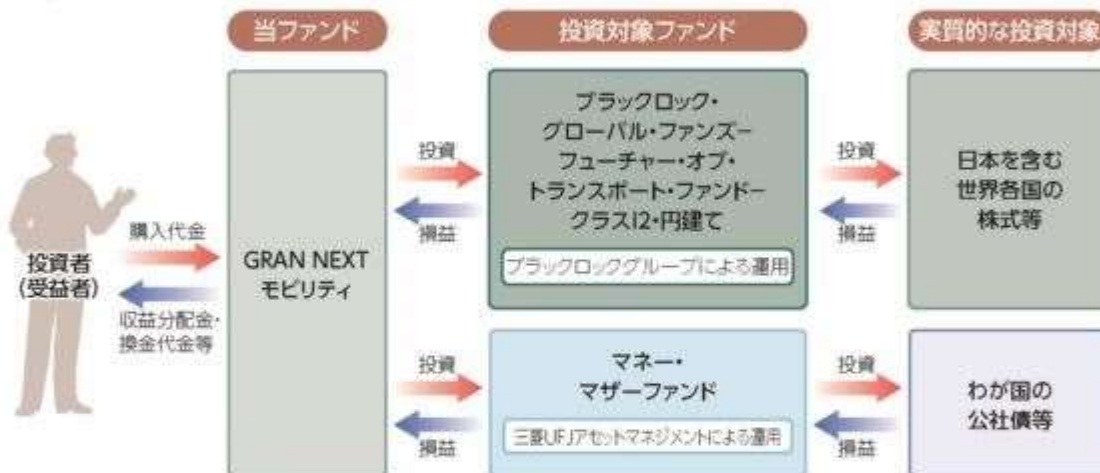 当ファンド
投資対象ファンド
実質的な投資対象
投資者
(受益者)
購入代金
収益分配金・
換金代金等
GRAN NEXT
モビリティ
投資
損益
ブラックロック・
グローバル・ファンズー
フューチャー・オブ・
トランスポート・ファンドー
クラスI2・円建て
ブラックロックグループによる運用
投資
損益
日本を含む
世界各国の
株式等
投資
損益
マネー・
マザーファンド
三菱UFJアセットマネジメントによる運用
投資
損益
わが国の
公社債等